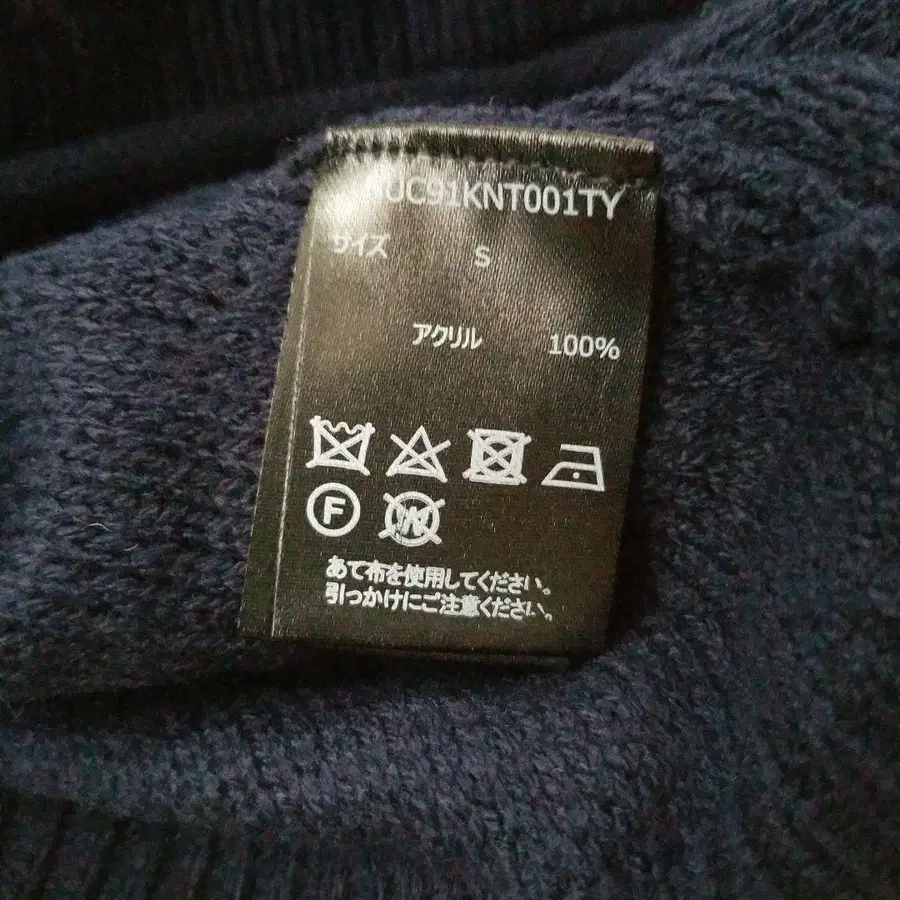 UC91KNT001TY
サイズ S
アクリル 100%
F
W
あて布を使用してください。
引っかけにご注意ください。